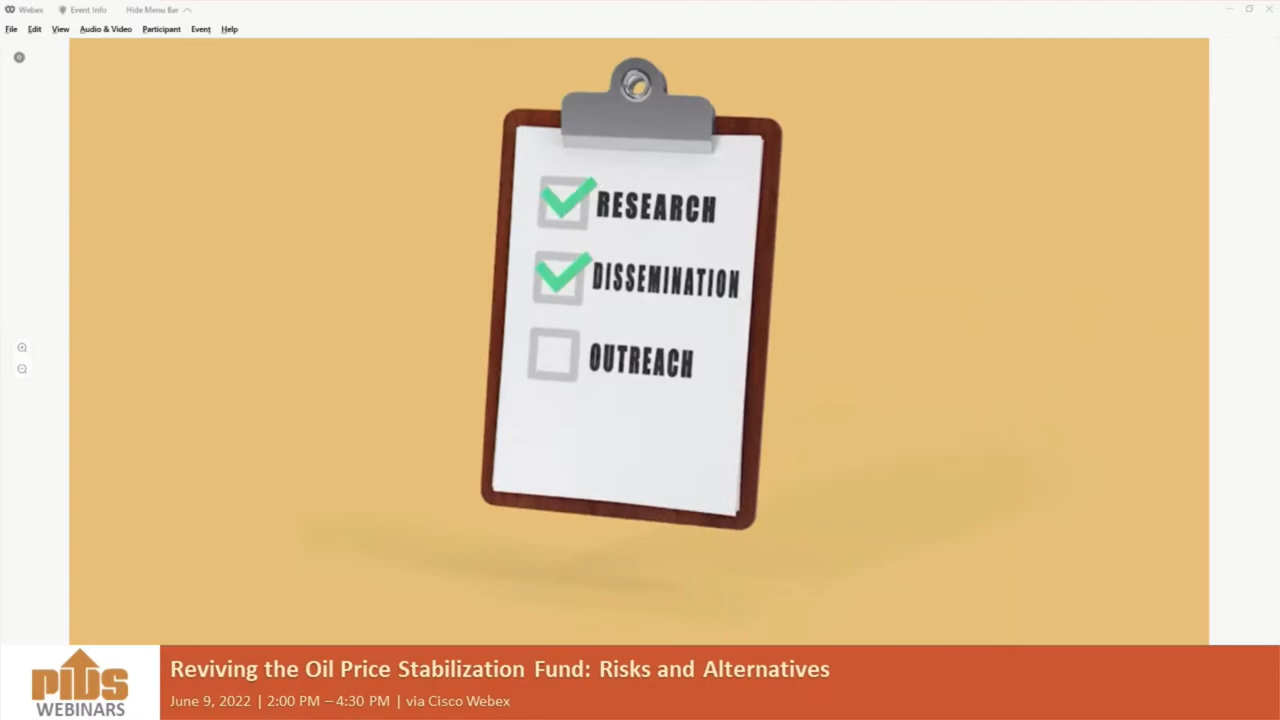 Webex Event Info Hide Menu Bar
File Edit View Audio & Video Participant Event Help
RESEARCH
DISSEMINATION
OUTREACH
PIDS
WEBINARS
Reviving the Oil Price Stabilization Fund: Risks and Alternatives
June 9, 2022 | 2:00 PM – 4:30 PM | via Cisco Webex